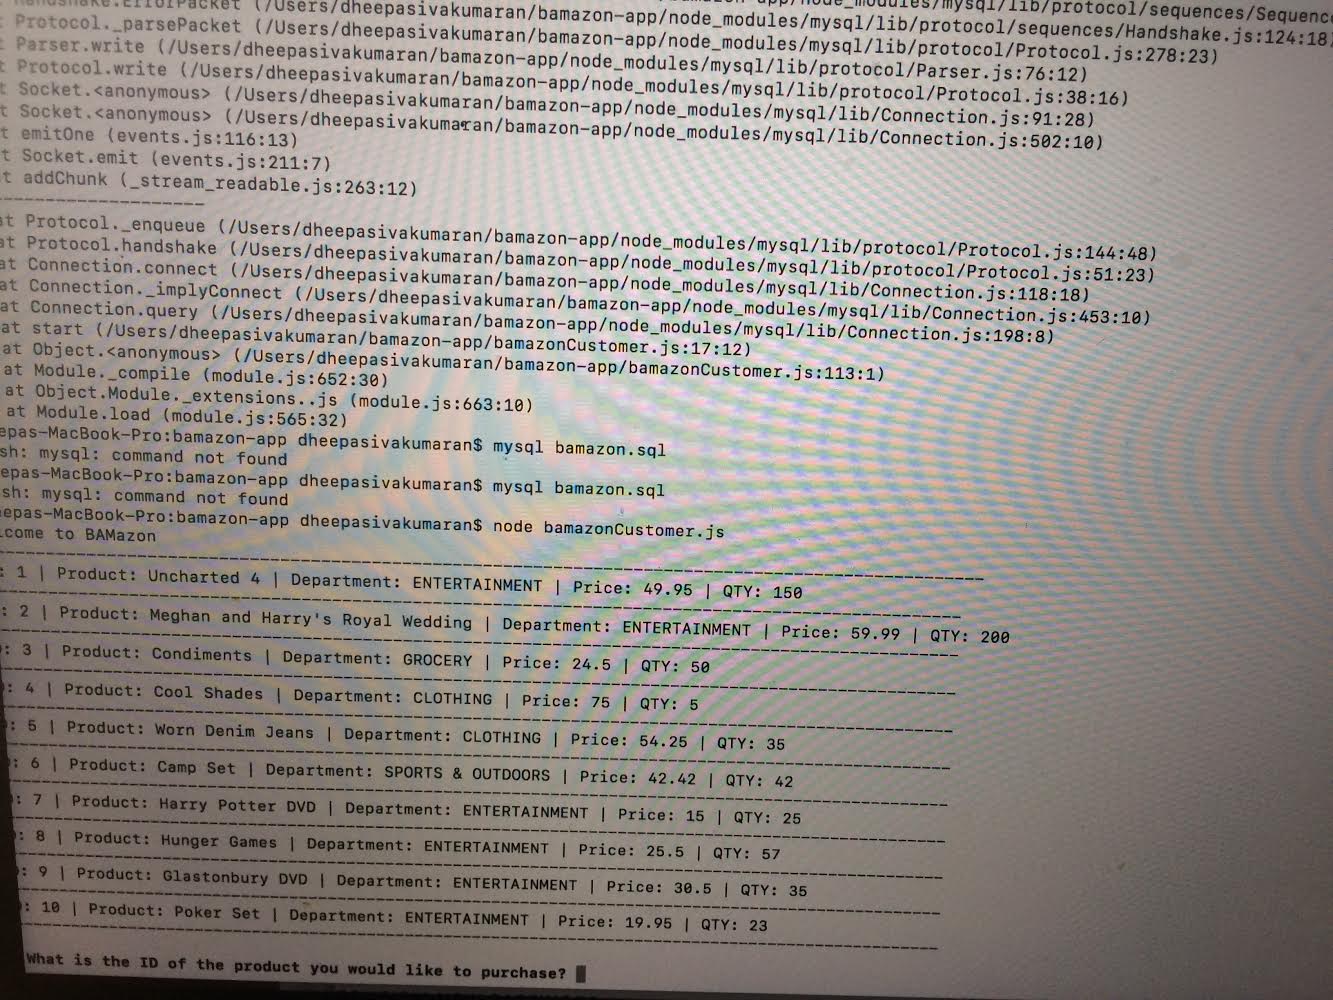 Handshake.ErrorPacket (/Users/dheepasivakumaran/bamazon-app/node_modules/mysql/lib/protocol/sequences/Sequenc
t Protocol._parsePacket (/Users/dheepasivakumaran/bamazon-app/node_modules/mysql/lib/protocol/sequences/Handshake.js:124:18)
t Parser.write (/Users/dheepasivakumaran/bamazon-app/node_modules/mysql/lib/protocol/Protocol.js:278:23)
t Protocol.write (/Users/dheepasivakumaran/bamazon-app/node_modules/mysql/lib/protocol/Parser.js:76:12)
t Socket.<anonymous> (/Users/dheepasivakumaran/bamazon-app/node_modules/mysql/lib/protocol/Protocol.js:38:16)
t Socket.<anonymous> (/Users/dheepasivakumaran/bamazon-app/node_modules/mysql/lib/Connection.js:91:28)
t emitOne (events.js:116:13) /Users/dheepasivakumaran/bamazon-app/node_modules/mysql/lib/Connection.js:502:10)
t Socket.emit (events.js:211:7)
t addChunk (_stream_readable.js:263:12)
--------------------
at Protocol._enqueue (/Users/dheepasivakumaran/bamazon-app/node_modules/mysql/lib/protocol/Protocol.js:144:48)
at Protocol.handshake (/Users/dheepasivakumaran/bamazon-app/node_modules/mysql/lib/protocol/Protocol.js:51:23)
at Connection.connect (/Users/dheepasivakumaran/bamazon-app/node_modules/mysql/lib/Connection.js:118:18)
at Connection._implyConnect (/Users/dheepasivakumaran/bamazon-app/node_modules/mysql/lib/Connection.js:453:10)
at Connection.query (/Users/dheepasivakumaran/bamazon-app/node_modules/mysql/lib/Connection.js:198:8)
at start (/Users/dheepasivakumaran/bamazon-app/bamazonCustomer.js:17:12)
at Object.<anonymous> (/Users/dheepasivakumaran/bamazon-app/bamazonCustomer.js:113:1)
at Module._compile (module.js:652:30)
at Object.Module._extensions..js (module.js:663:10)
at Module.load (module.js:565:32)
epas-MacBook-Pro:bamazon-app dheepasivakumaran$ mysql bamazon.sql
sh: mysql: command not found
epas-MacBook-Pro:bamazon-app dheepasivakumaran$ mysql bamazon.sql
sh: mysql: command not found
eepas-MacBook-Pro:bamazon-app dheepasivakumaran$ node bamazonCustomer.js
lcome to BAMazon
: 1 | Product: Uncharted 4 | Department: ENTERTAINMENT | Price: 49.95 | QTY: 150
: 2 | Product: Meghan and Harry's Royal Wedding | Department: ENTERTAINMENT | Price: 59.99 | QTY: 200
: 3 | Product: Condiments | Department: GROCERY | Price: 24.5 | QTY: 50
: 4 | Product: Cool Shades | Department: CLOTHING | Price: 75 | QTY: 5
: 5 | Product: Worn Denim Jeans | Department: CLOTHING | Price: 54.25 | QTY: 35
: 6 | Product: Camp Set | Department: SPORTS & OUTDOORS | Price: 42.42 | QTY: 42
: 7 | Product: Harry Potter DVD | Department: ENTERTAINMENT | Price: 15 | QTY: 25
: 8 | Product: Hunger Games | Department: ENTERTAINMENT | Price: 25.5 | QTY: 57
: 9 | Product: Glastonbury DVD | Department: ENTERTAINMENT | Price: 30.5 | QTY: 35
: 10 | Product: Poker Set | Department: ENTERTAINMENT | Price: 19.95 | QTY: 23
What is the ID of the product you would like to purchase?